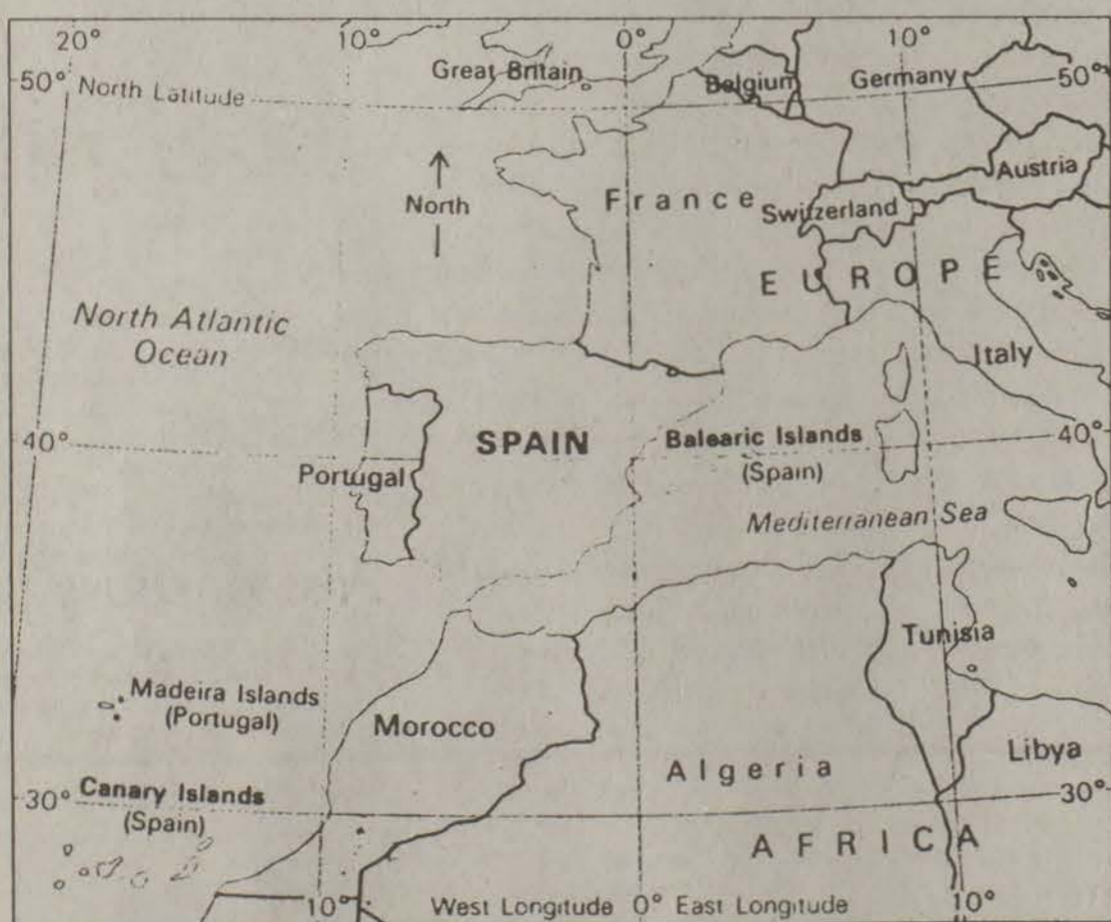 20° 10° 0° 10°
50° North Latitude Great Britain Belgium Germany 50°
Austria
North France Switzerland
EUROPE
North Atlantic
Ocean
Italy
40° SPAIN Balearic Islands 40°
Portugal (Spain)
Mediterranean Sea
Tunisia
Madeira Islands
(Portugal) Morocco
Algeria Libya
30° Canary Islands 30°
(Spain) AFRICA
10° West Longitude 0° East Longitude 10°